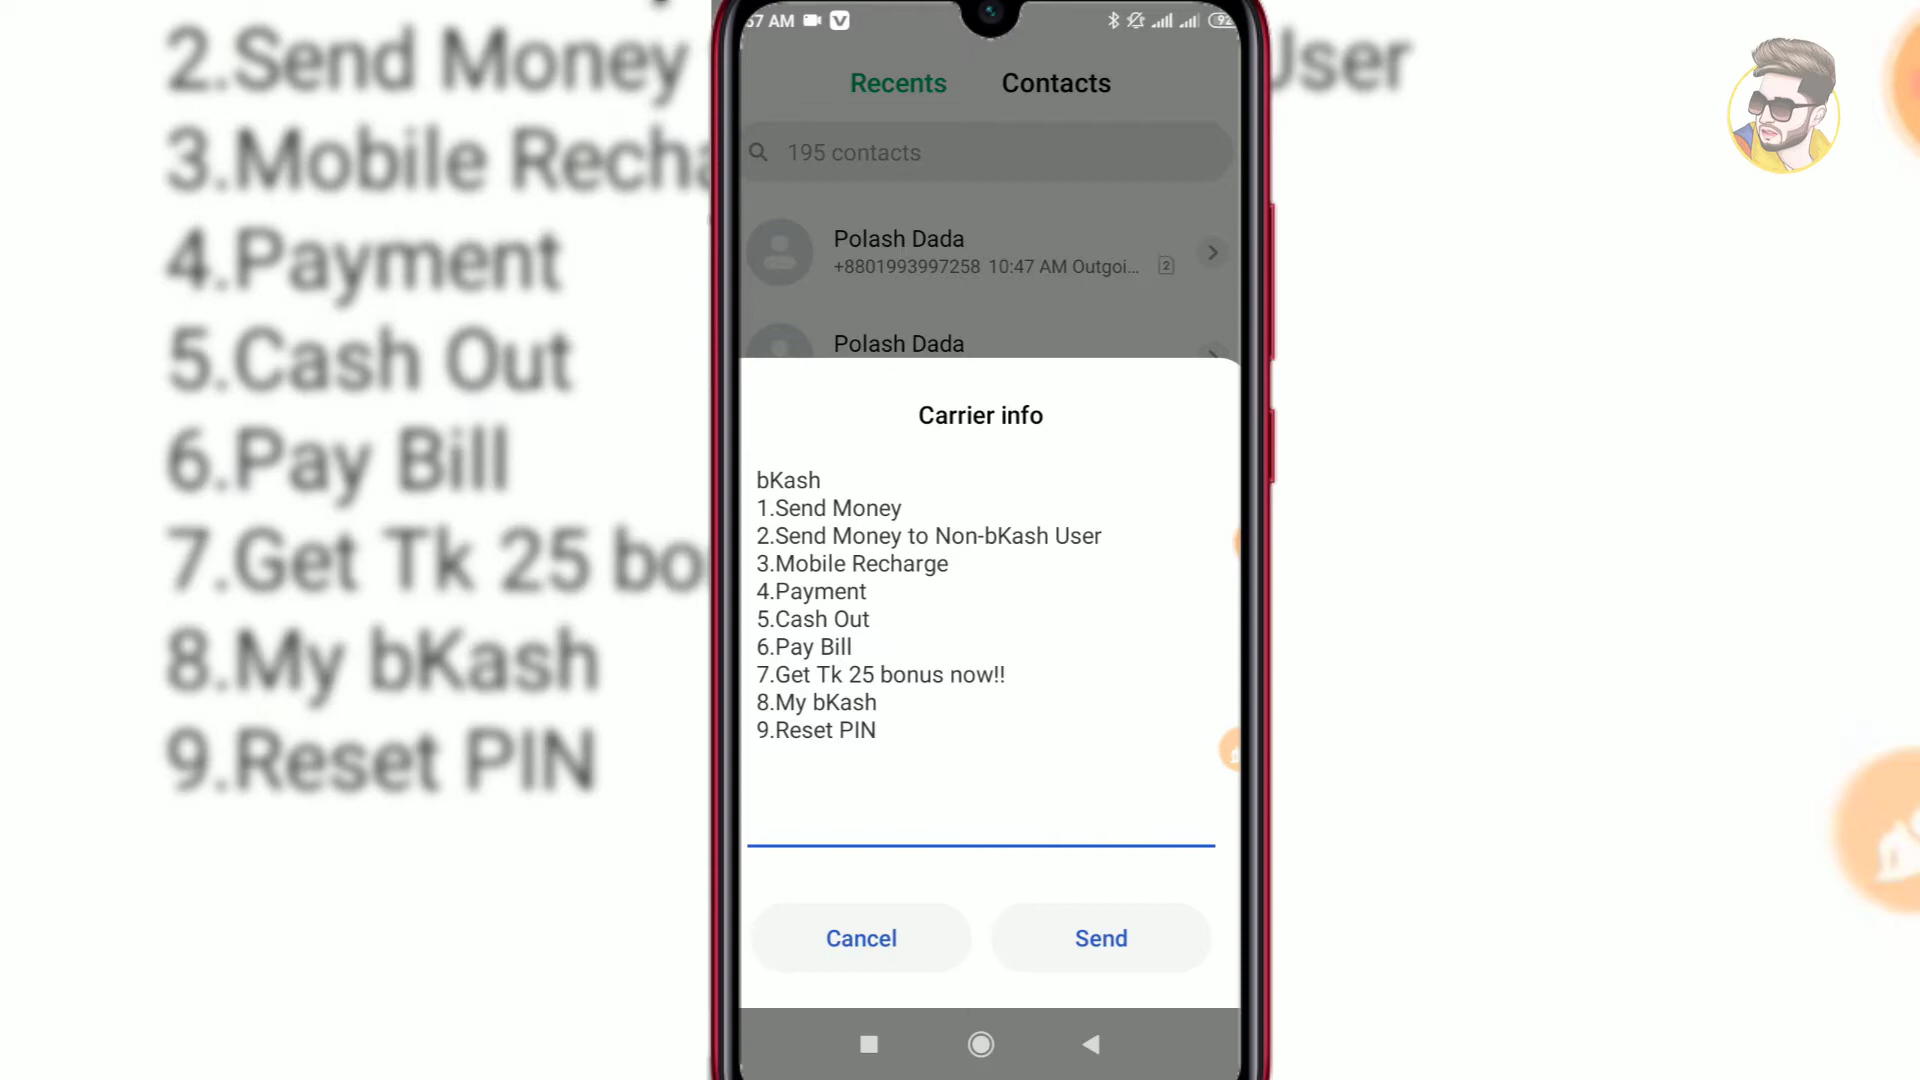 2.Send Money
User
3.Mobile Recha
4.Payment
5.Cash Out
6.Pay Bill
7.Get Tk 25 bo
8.My bKash
9.Reset PIN
57 AM
92
Recents
Contacts
195 contacts
Polash Dada
+8801993997258 10:47 AM Outgoi... 2
Polash Dada
Carrier info
bKash
1.Send Money
2.Send Money to Non-bKash User
3.Mobile Recharge
4.Payment
5.Cash Out
6.Pay Bill
7.Get Tk 25 bonus now!!
8.My bKash
9.Reset PIN
Cancel
Send